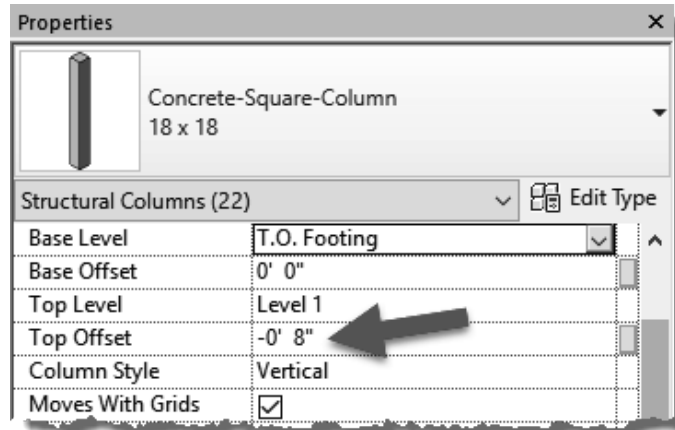 Properties
Concrete-Square-Column
18 x 18
Structural Columns (22) Edit Type
Base Level T.O. Footing
Base Offset 0' 0"
Top Level Level 1
Top Offset -0' 8"
Column Style Vertical
Moves With Grids